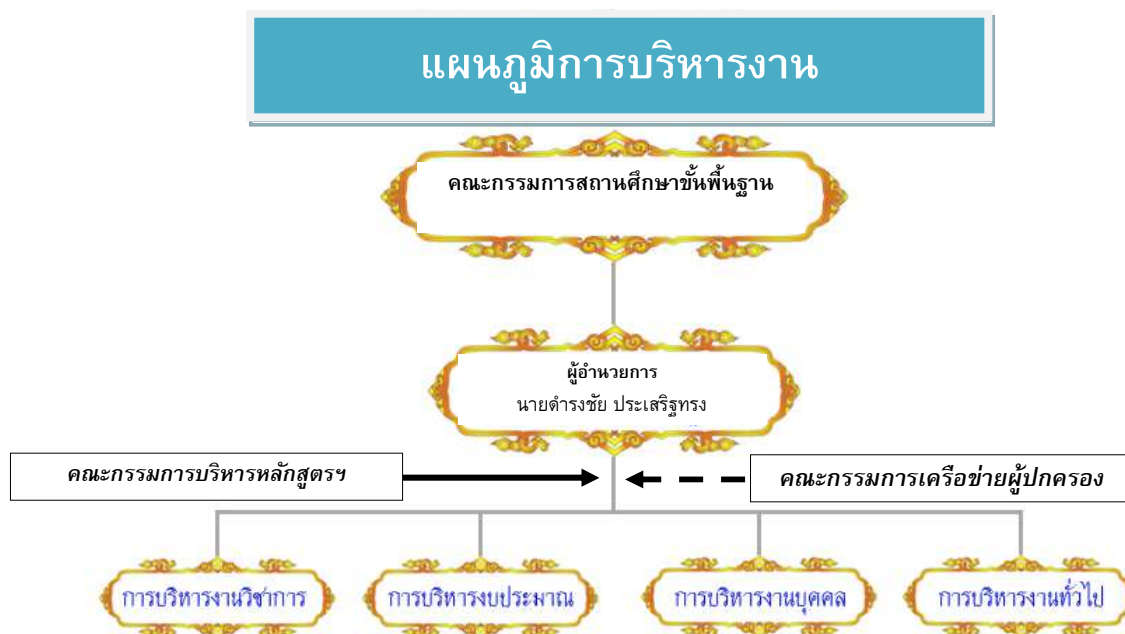 แผนภูมิการบริหารงาน
คณะกรรมการสถานศึกษาขั้นพื้นฐาน
ผู้อำนวยการ
นายดำรงชัย ประเสริฐทรง
คณะกรรมการบริหารหลักสูตรฯ
คณะกรรมการเครือข่ายผู้ปกครอง
การบริหารงานวิชาการ
การบริหารงบประมาณ
การบริหารงานบุคคล
การบริหารงานทั่วไป